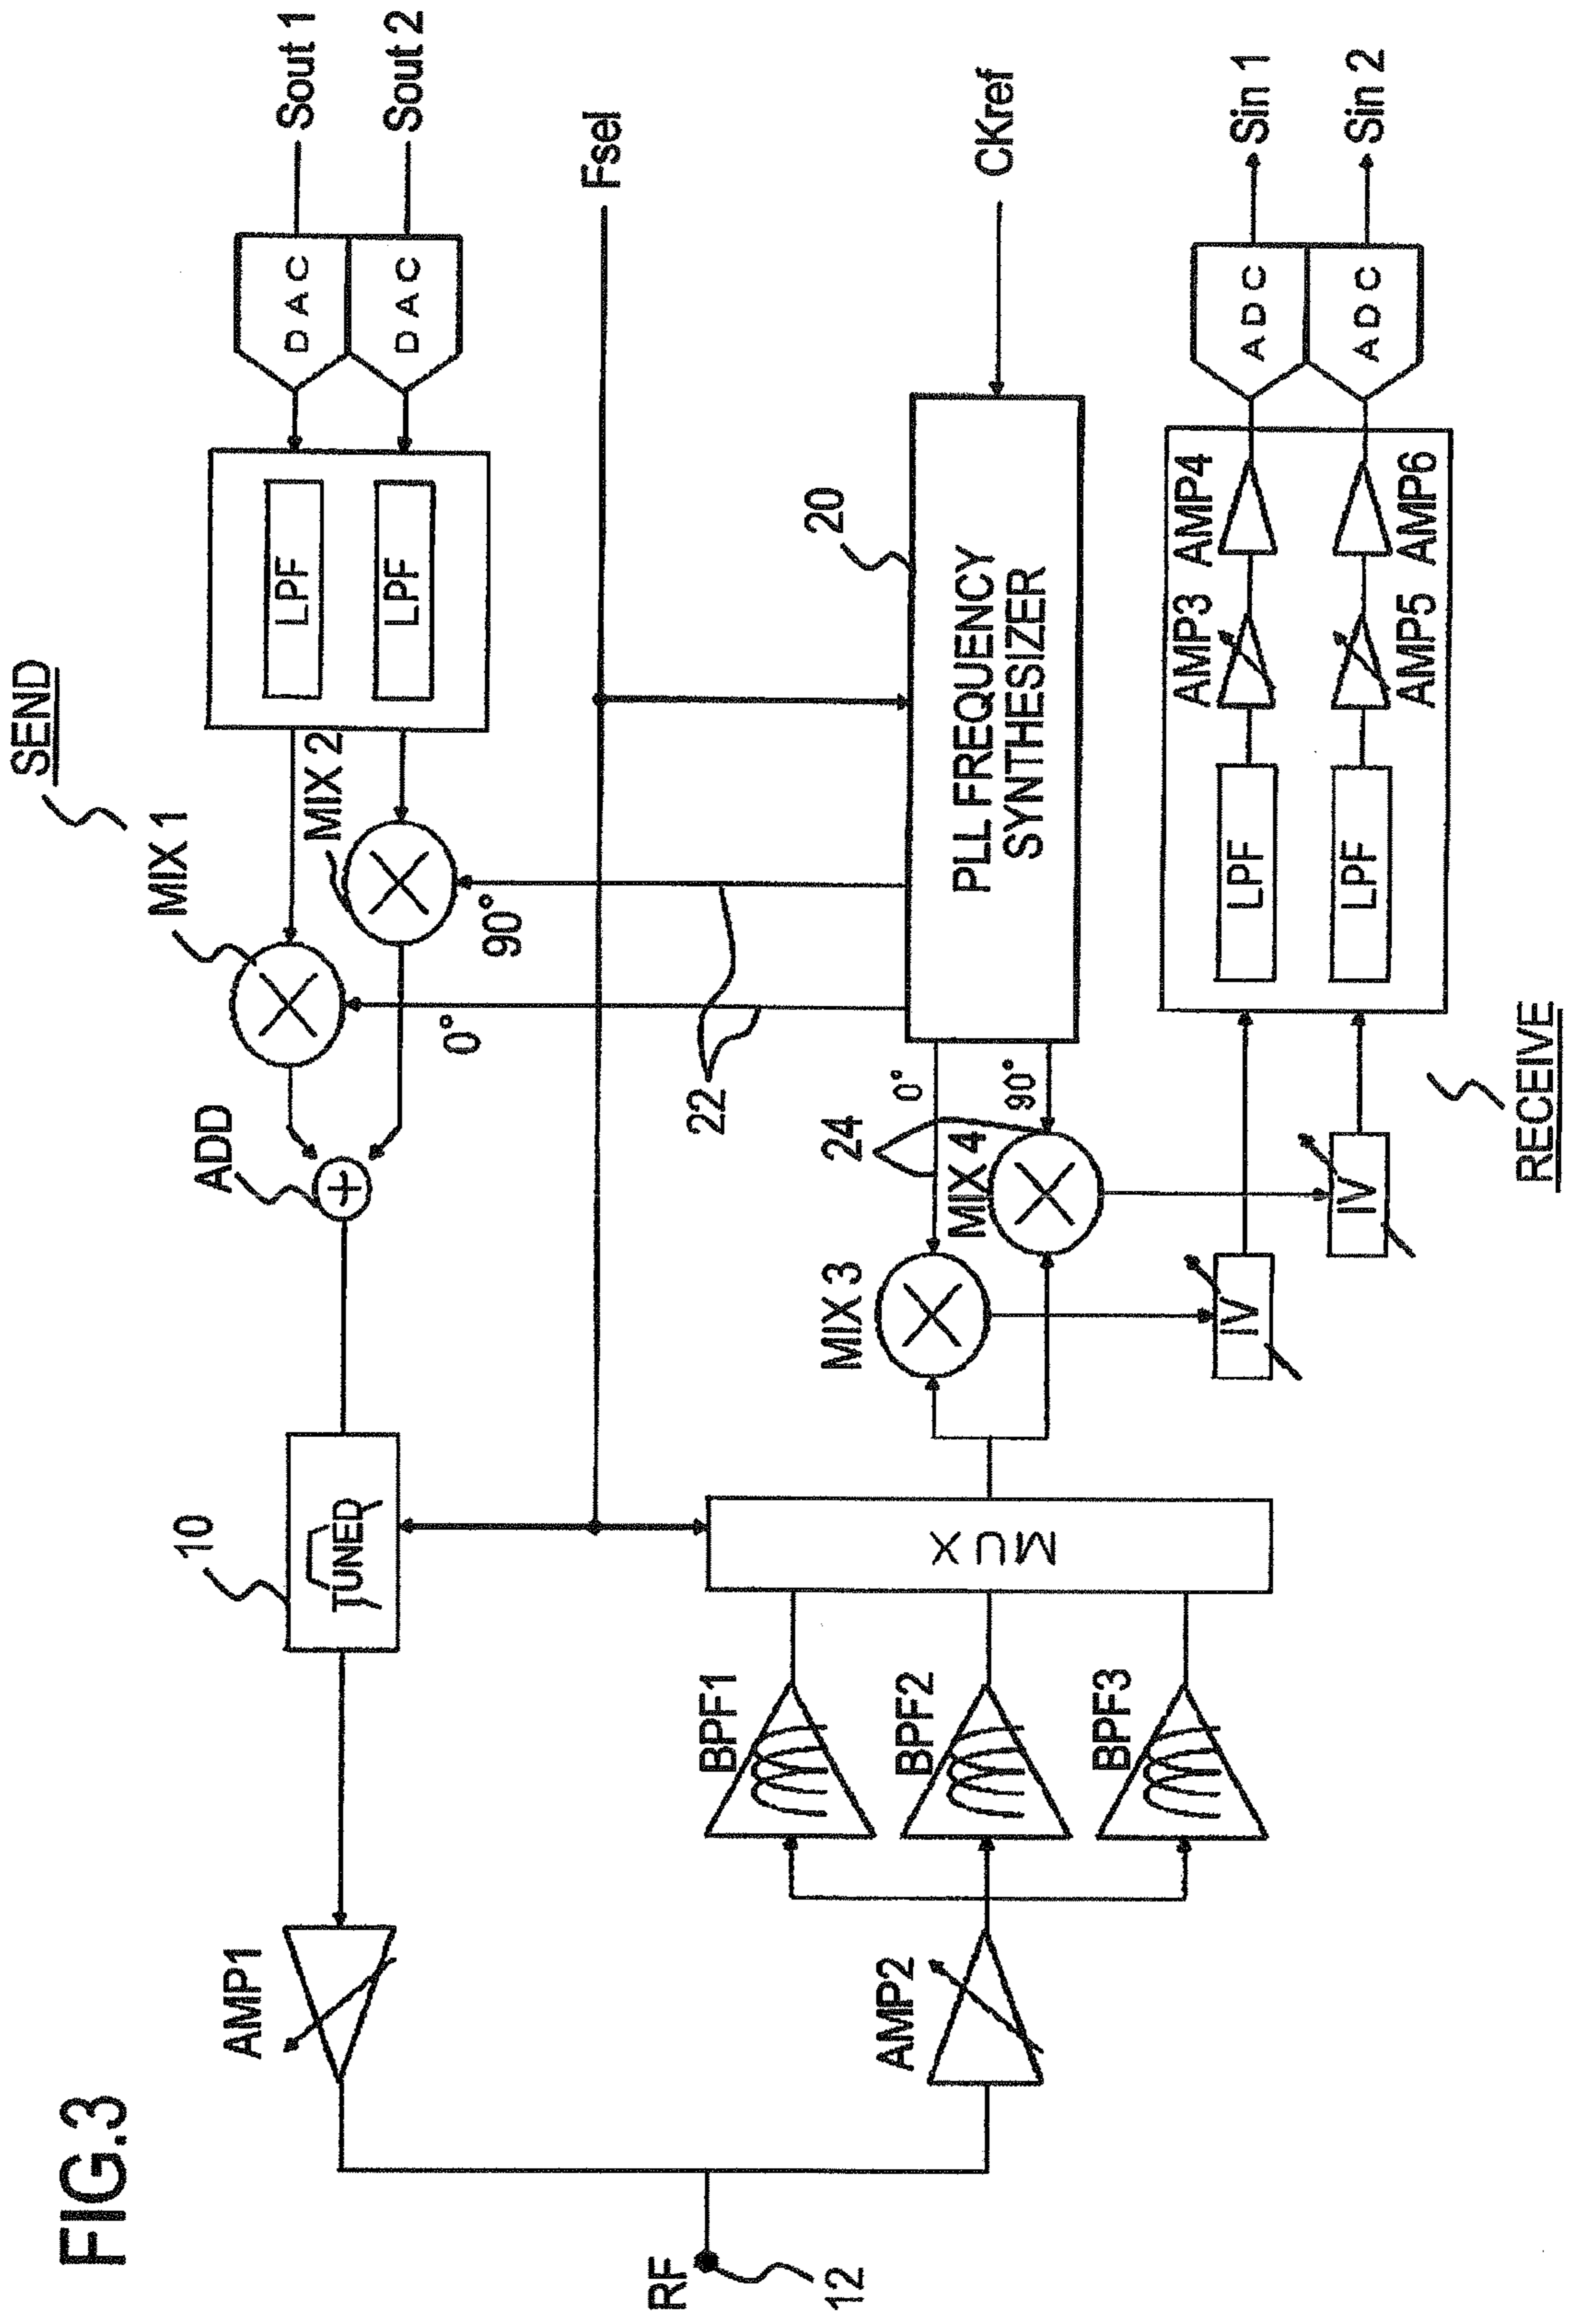 FIG.3
SEND
MIX 1
MIX 2
ADD
10
TUNED
AMP1
LPF
LPF
DAC
DAC
Sout 1
Sout 2
90°
0°
22
Fsel
RF
12
AMP2
BPF1
BPF2
BPF3
MUX
MIX 3
MIX 4
24
0°
90°
20
PLL FREQUENCY
SYNTHESIZER
CKref
IV
IV
RECEIVE
LPF
LPF
AMP3
AMP4
AMP5
AMP6
ADC
ADC
Sin 1
Sin 2